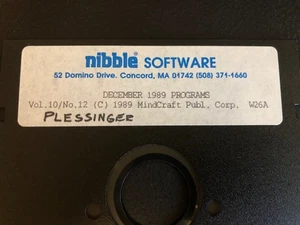 nibble SOFTWARE
52 Domino Drive. Concord, MA 01742 (508) 371-1660
DECEMBER 1989 PROGRAMS
Vol.10/No.12 (C) 1989 MindCraft Publ. Corp. W26A
PLESSINGER